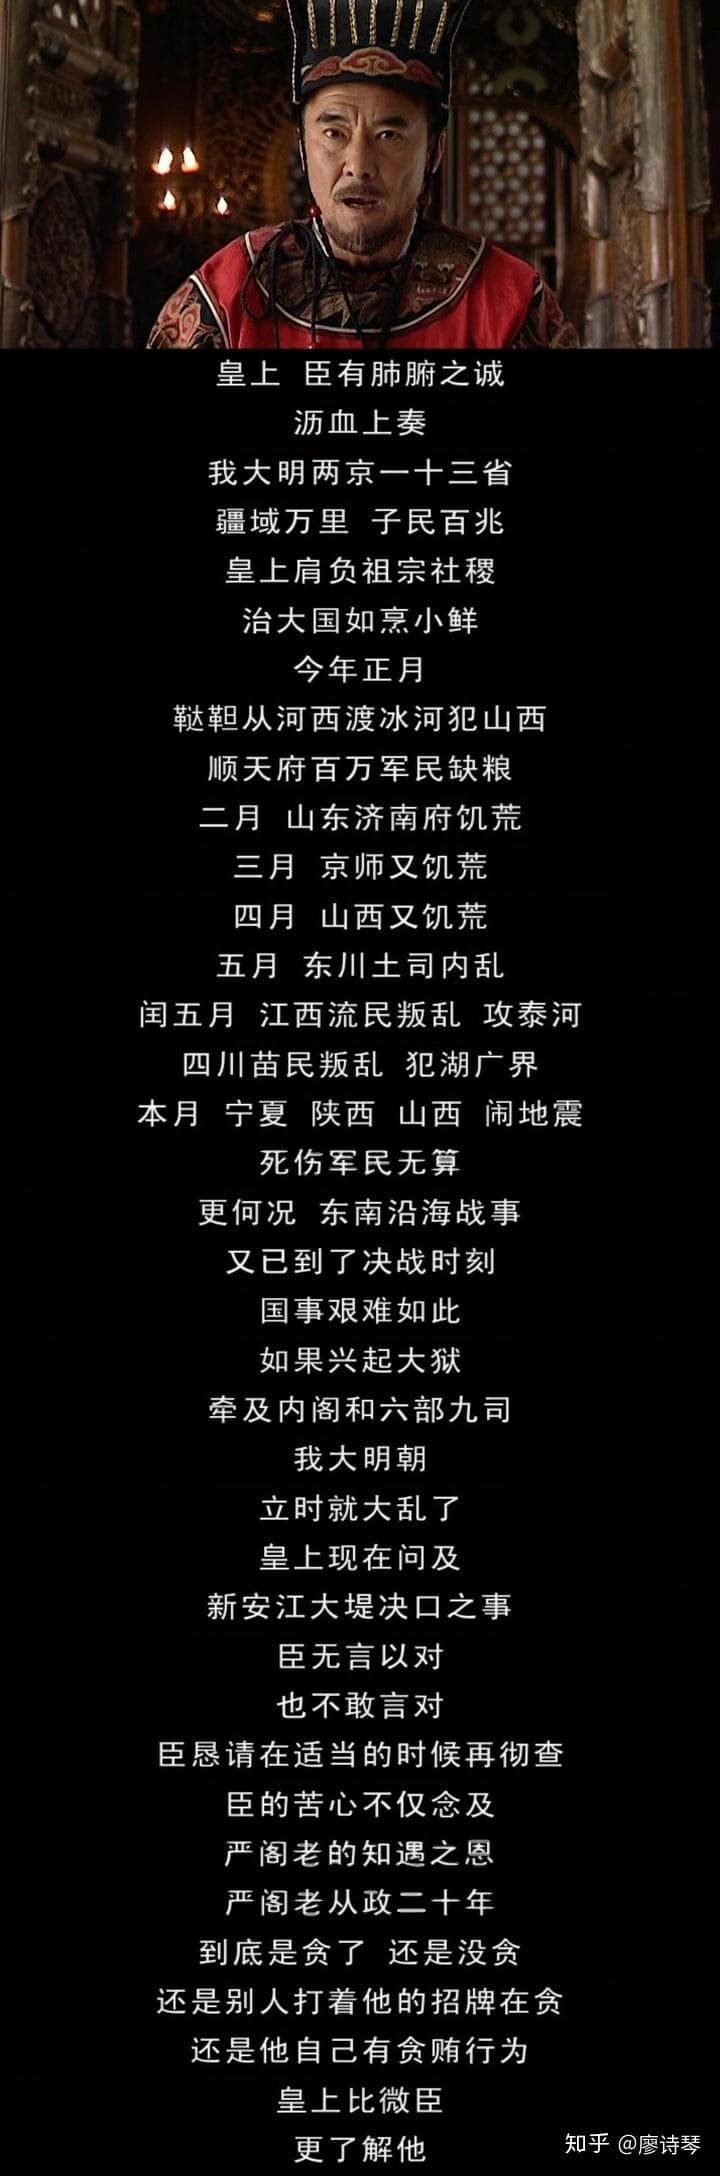 皇上 臣有肺腑之诚
沥血上奏
我大明两京一十三省
疆域万里 子民百兆
皇上肩负祖宗社稷
治大国如烹小鲜
今年正月
鞑靼从河西渡冰河犯山西
顺天府百万军民缺粮
二月 山东济南府饥荒
三月 京师又饥荒
四月 山西又饥荒
五月 东川土司内乱
闰五月 江西流民叛乱 攻泰河
四川苗民叛乱 犯湖广界
本月 宁夏 陕西 山西 闹地震
死伤军民无算
更何况 东南沿海战事
又已到了决战时刻
国事艰难如此
如果兴起大狱
牵及内阁和六部九司
我大明朝
立时就大乱了
皇上现在问及
新安江大堤决口之事
臣无言以对
也不敢言对
臣恳请在适当的时候再彻查
臣的苦心不仅念及
严阁老的知遇之恩
严阁老从政二十年
到底是贪了 还是没贪
还是别人打着他的招牌在贪
还是他自己有贪贿行为
皇上比微臣
更了解他
知乎 @廖诗琴